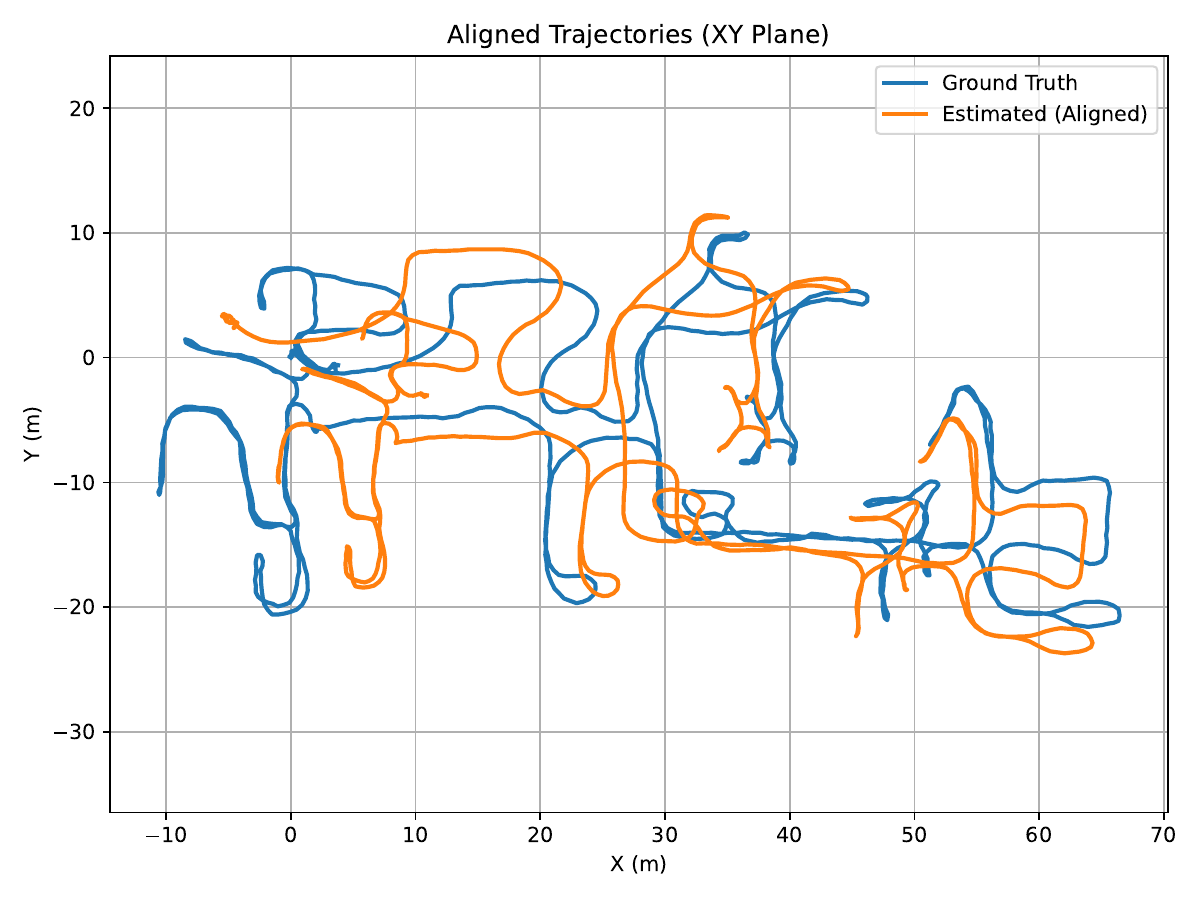 Aligned Trajectories (XY Plane)
Ground Truth
Estimated (Aligned)
Y (m)
20
10
0
−10
−20
−30
−10 0 10 20 30 40 50 60 70
X (m)